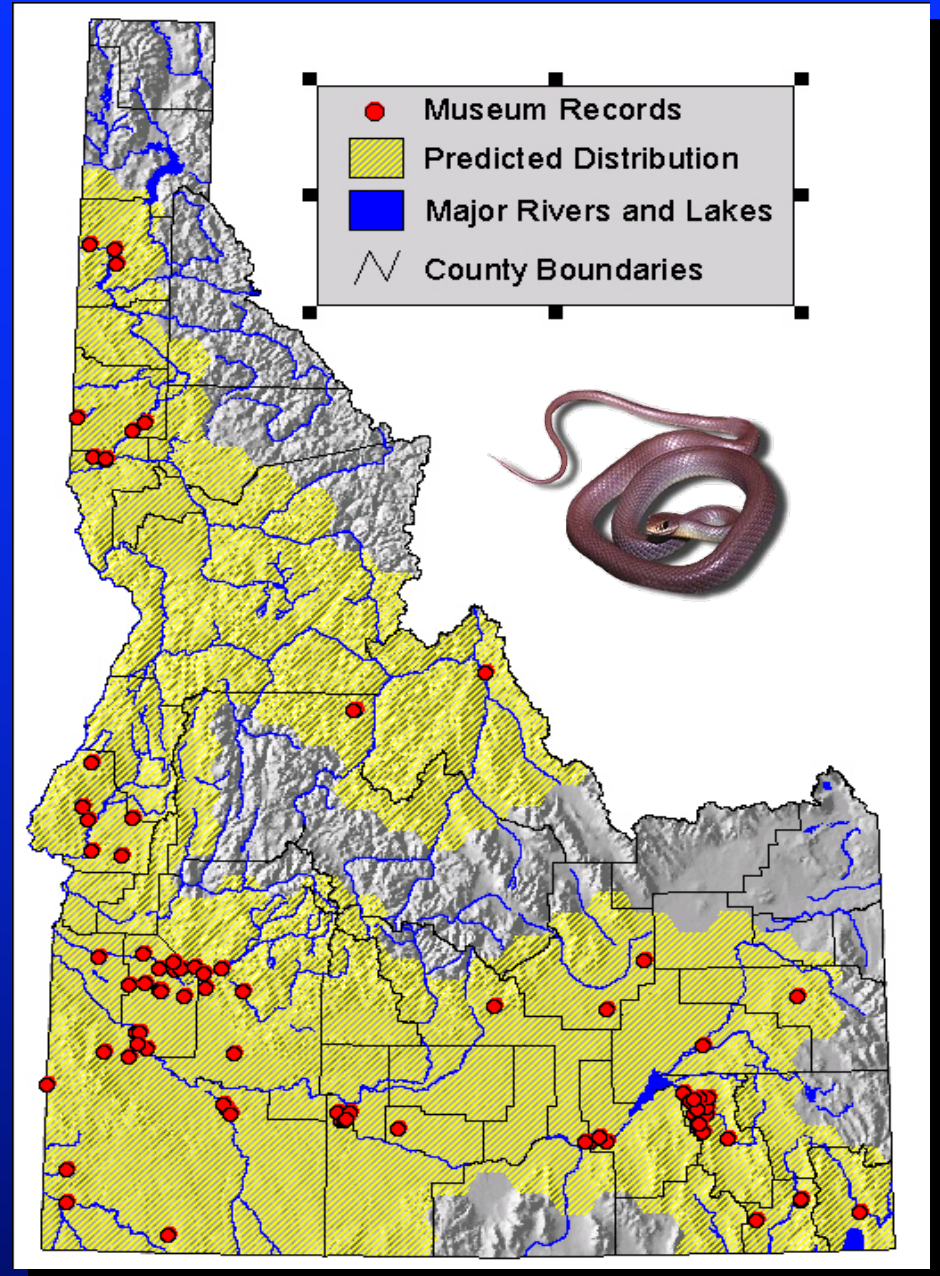 Museum Records
Predicted Distribution
Major Rivers and Lakes
County Boundaries